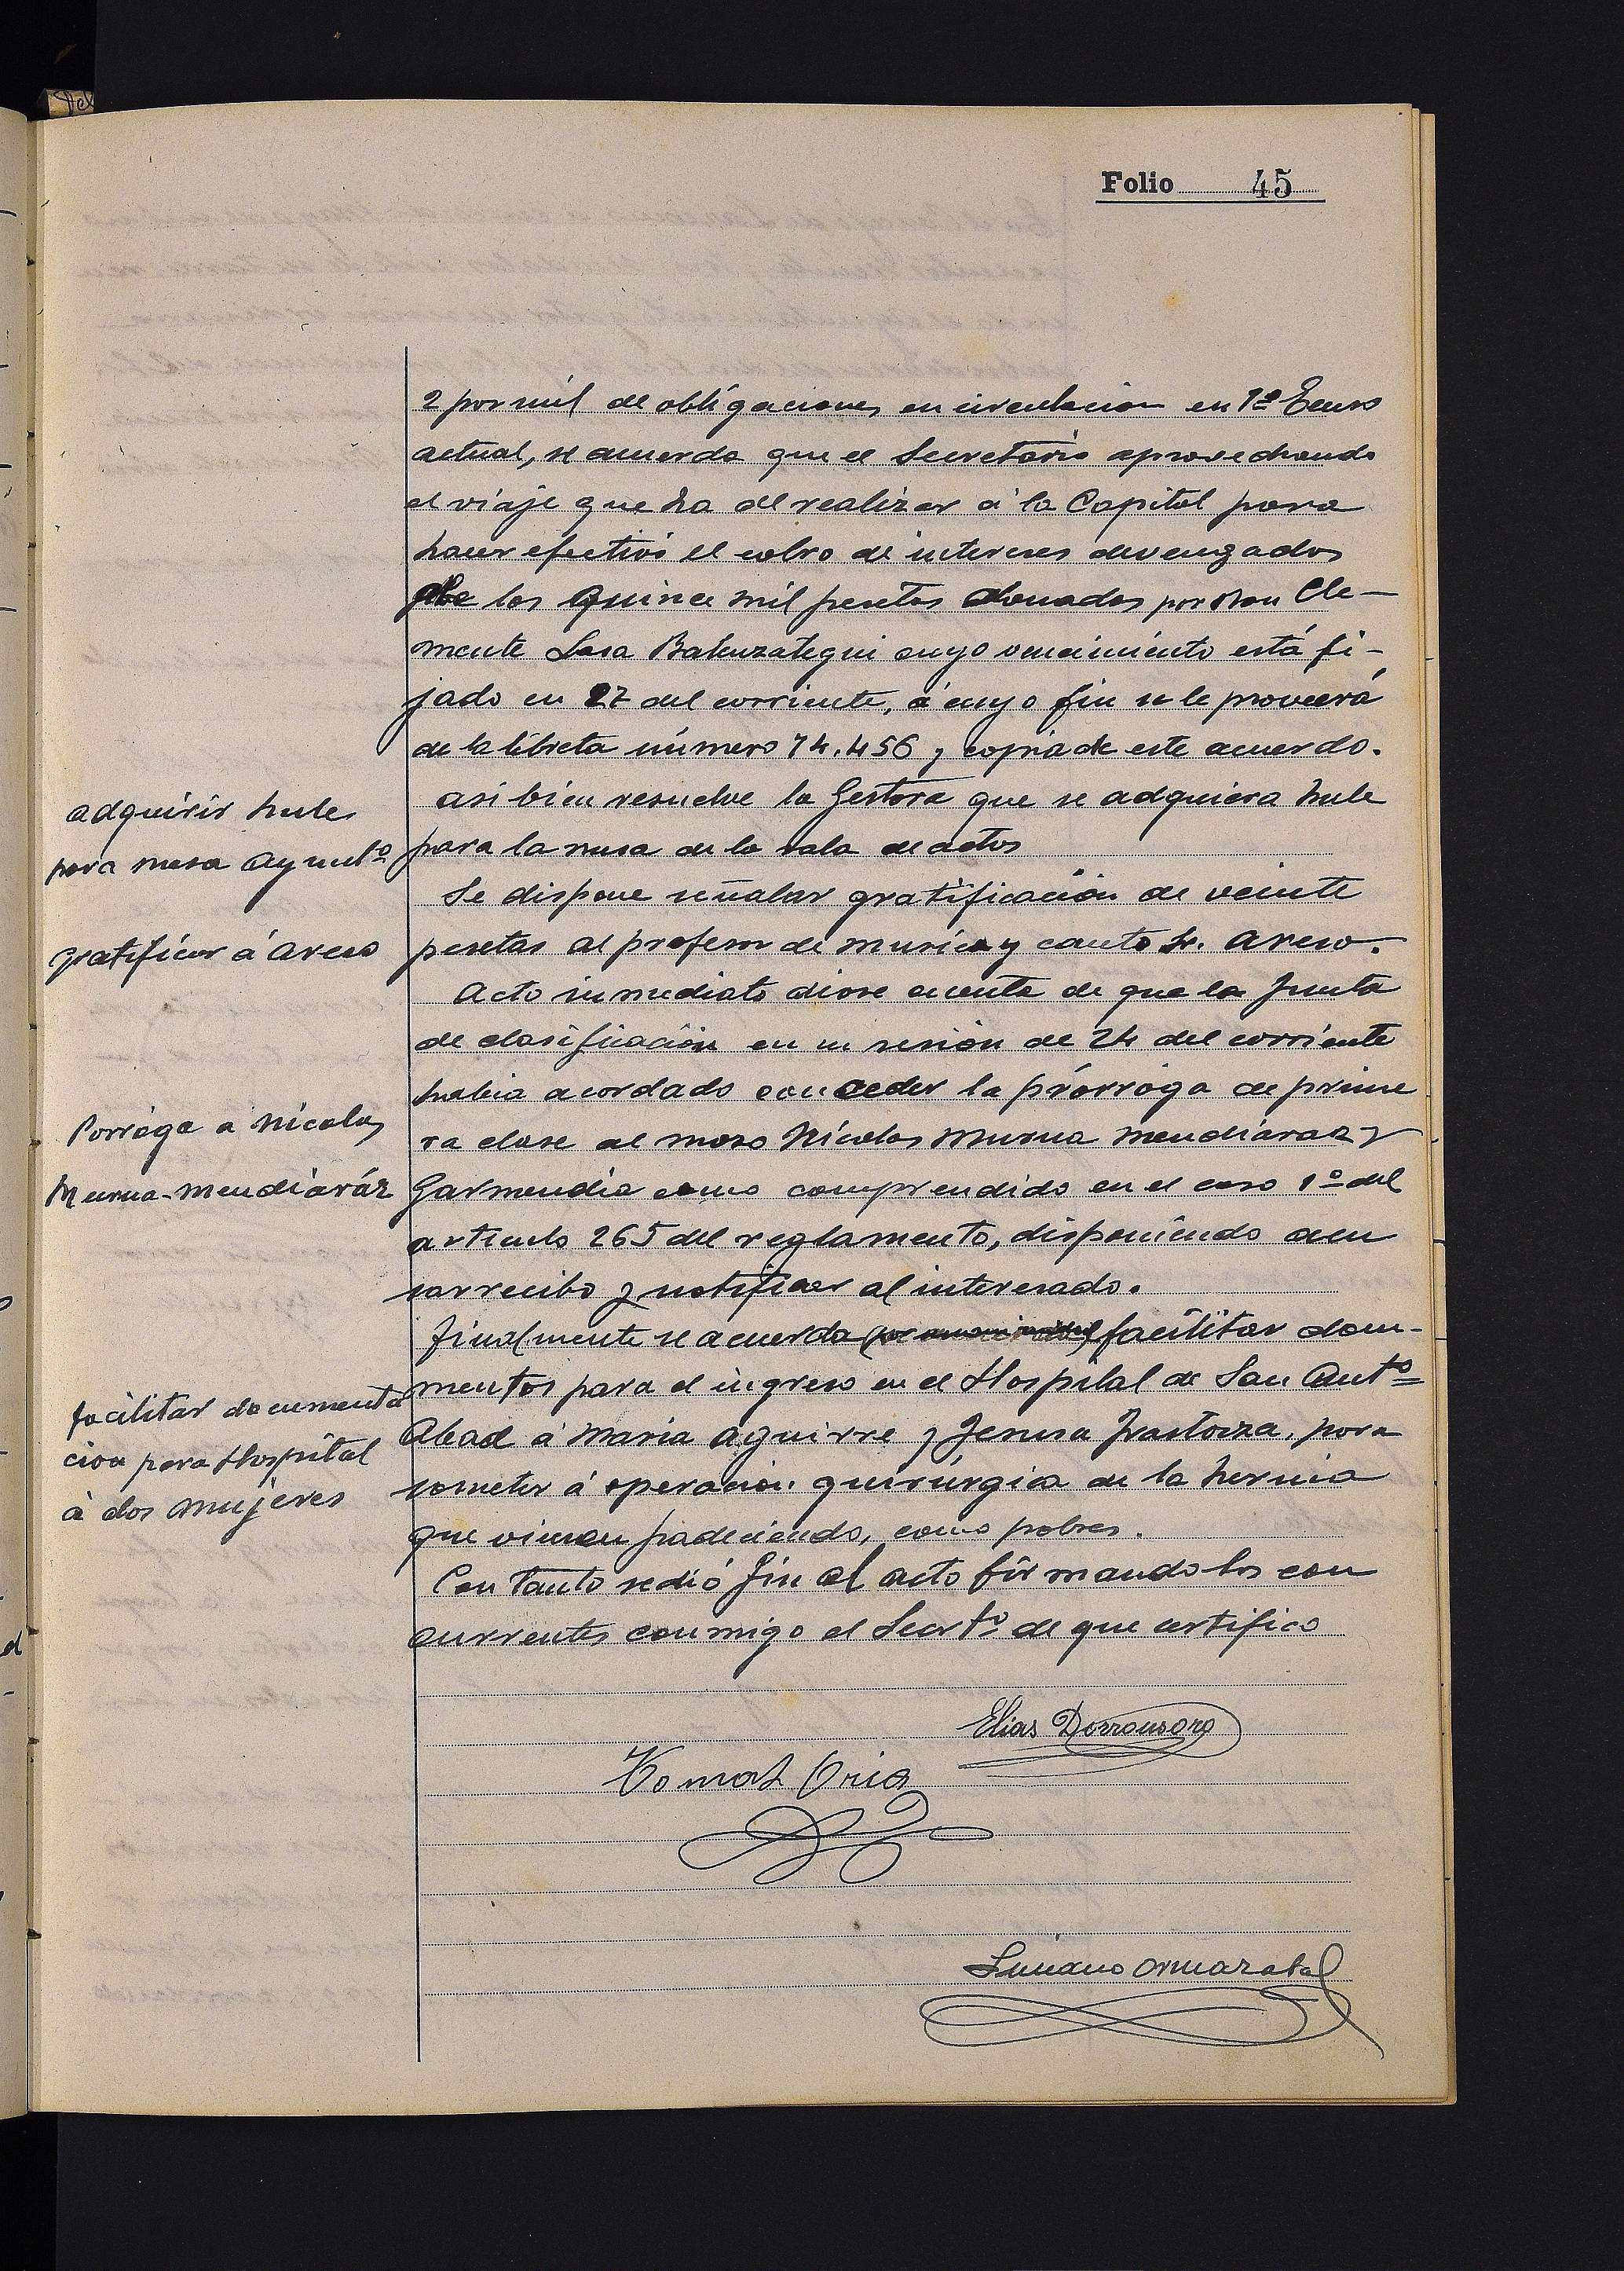 Folio 45
2 por mil de obligaciones en circulacion en 1º Enero
actual, se acuerda que el Secretario aprovechando
el viaje que ha de realizar á la Capital para
hacer efectivo el cobro de intereses devengados
de los quince mil pesetas donadas por Don Cle-
mente Lasa Balenzategui cuyo vencimiento está fi-
jado en 27 del corriente, á cuyo fin se le proveerá
de la libreta número 74.456 y copia de este acuerdo.
adquirir hule
para mesa Ayuntº
asi bien resuelve la Gestora que se adquiera hule
para la mesa de la sala de actos
gratificar á Areso
Se dispone señalar gratificación de veinte
pesetas al profesor de musica y canto Sr. Areso.
Acto inmediato diose cuenta de que la Junta
de clasificación en su sesión de 24 del corriente
Porróga a Nicolas
Murua-Mendiaráz
habia acordado conceder la prórroga de prime
ra clase al mozo Nicolas Murua Mendiaraz y
Garmendia como comprendido en el caso 1º del
articulo 265 del reglamento, disponiendo acu
sar recibo y notificar al interesado.
facilitar documenta
cion para Hospital
à dos mujeres
finalmente se acuerda facilitar docu-
mentos para el ingreso en el Hospital de San Antº
Abad á Maria Aguirre y , para
someter á operación quirúrgica de la hernia
que vienen padeciendo, como pobres.
Con tanto se dió fin al acto firmando los con
currentes conmigo el Secrtº de que certifico
Elias Dorronsoro
Tomas Oria
Luciano Ormazabal